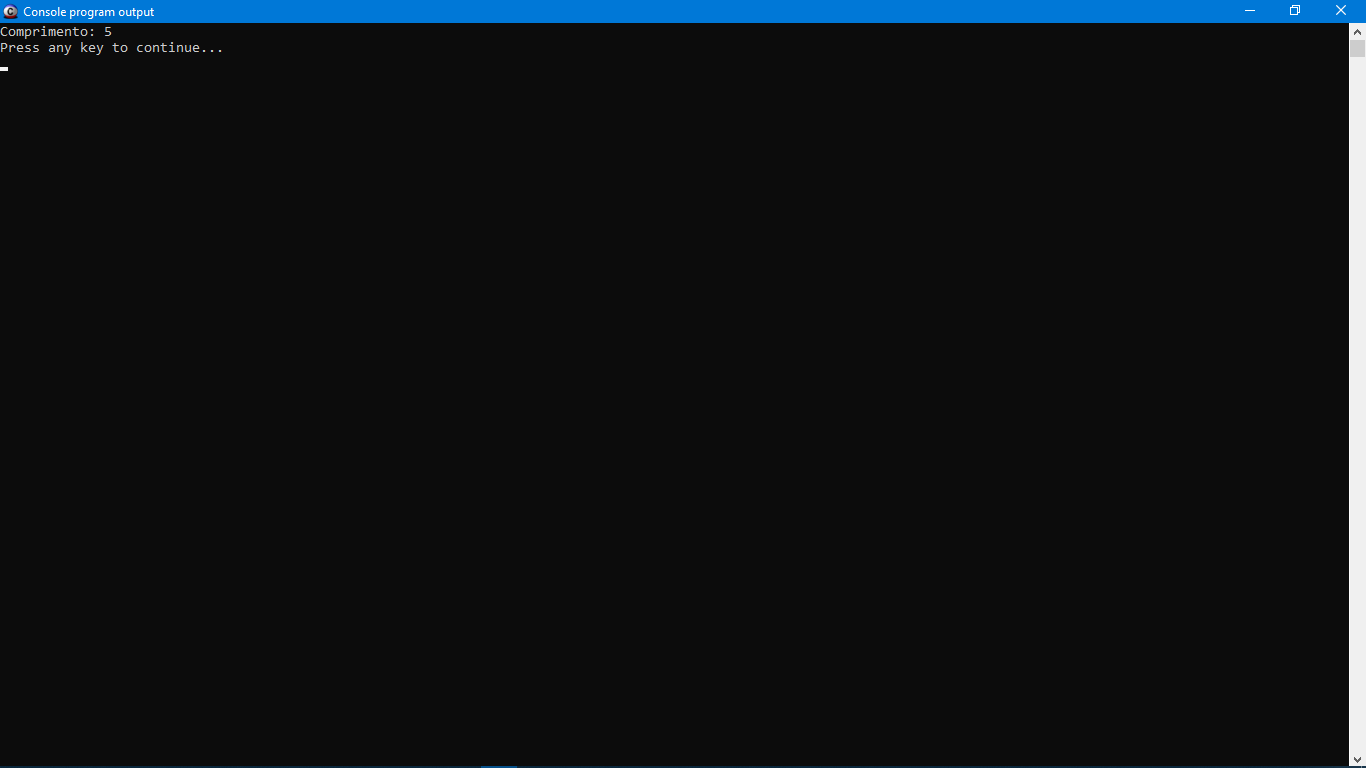 Console program output
Comprimento: 5
Press any key to continue...